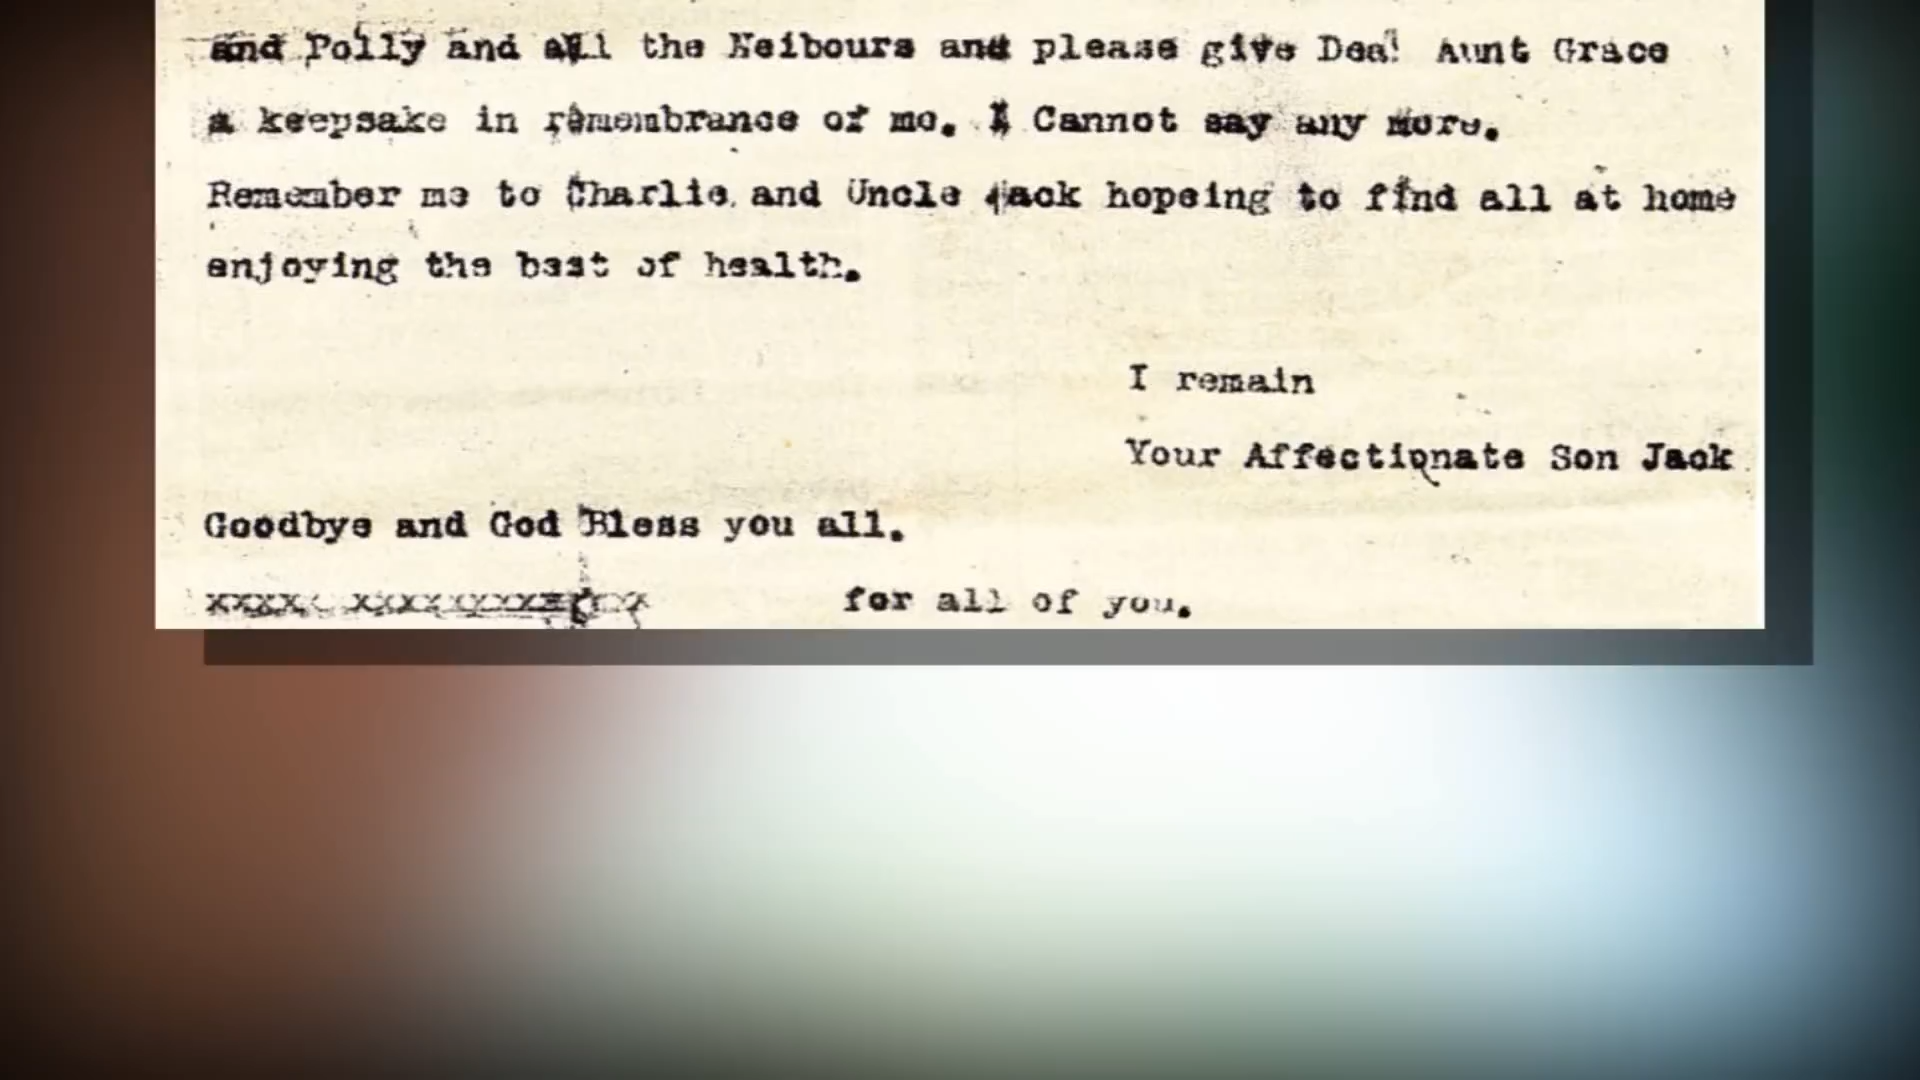 and Polly and all the Neibours and please give Dear Aunt Grace
a keepsake in remembrance of me. I Cannot say any more.
Remember me to Charlie and Uncle Jack hopeing to find all at home
enjoying the best of health.
I remain
Your Affectionate Son Jack
Goodbye and God Bless you all.
for all of you.